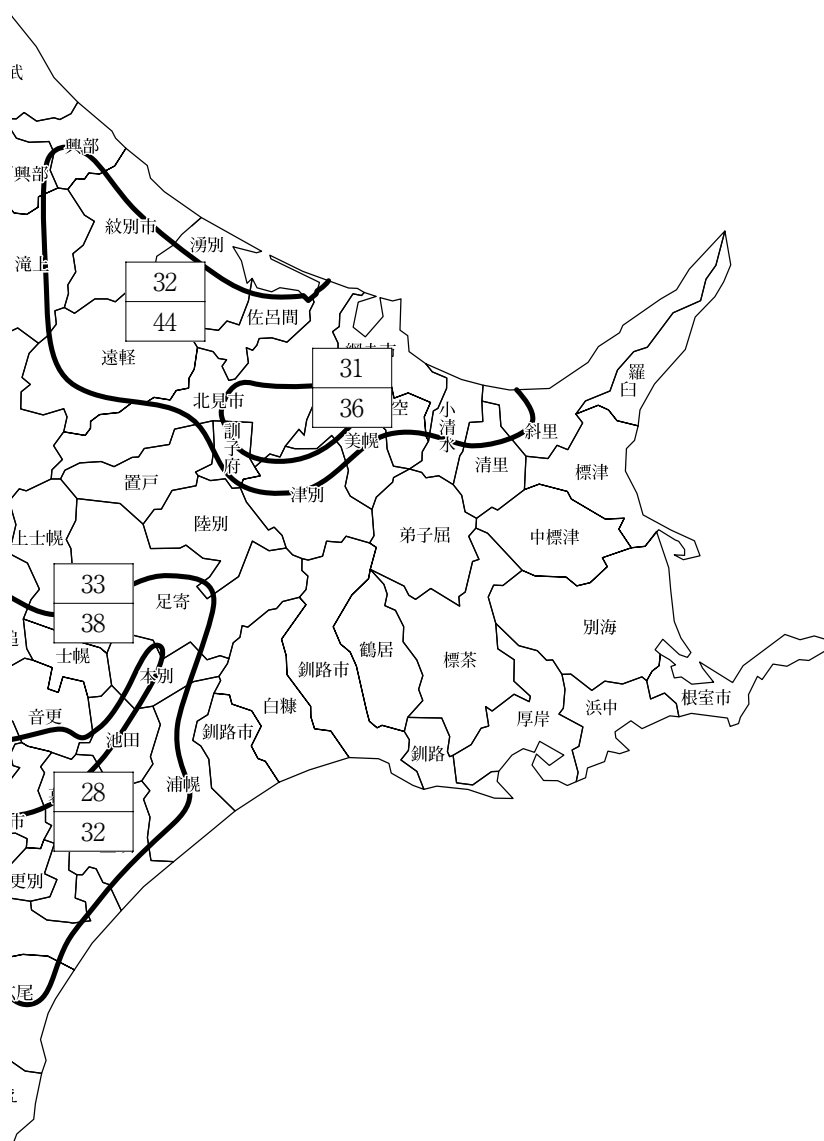 武
興部
興部
紋別市
滝上
湧別
32
44
佐呂間
遠軽
羅臼
31
36
北見市
空
小清水
斜里
訓子府
美幌
清里
標津
置戸
津別
陸別
弟子屈
中標津
上士幌
33
38
足寄
別海
士幌
鶴居
標茶
本別
釧路市
白糠
根室市
浜中
音更
厚岸
釧路市
池田
釧路
浦幌
28
32
市
更別
尾